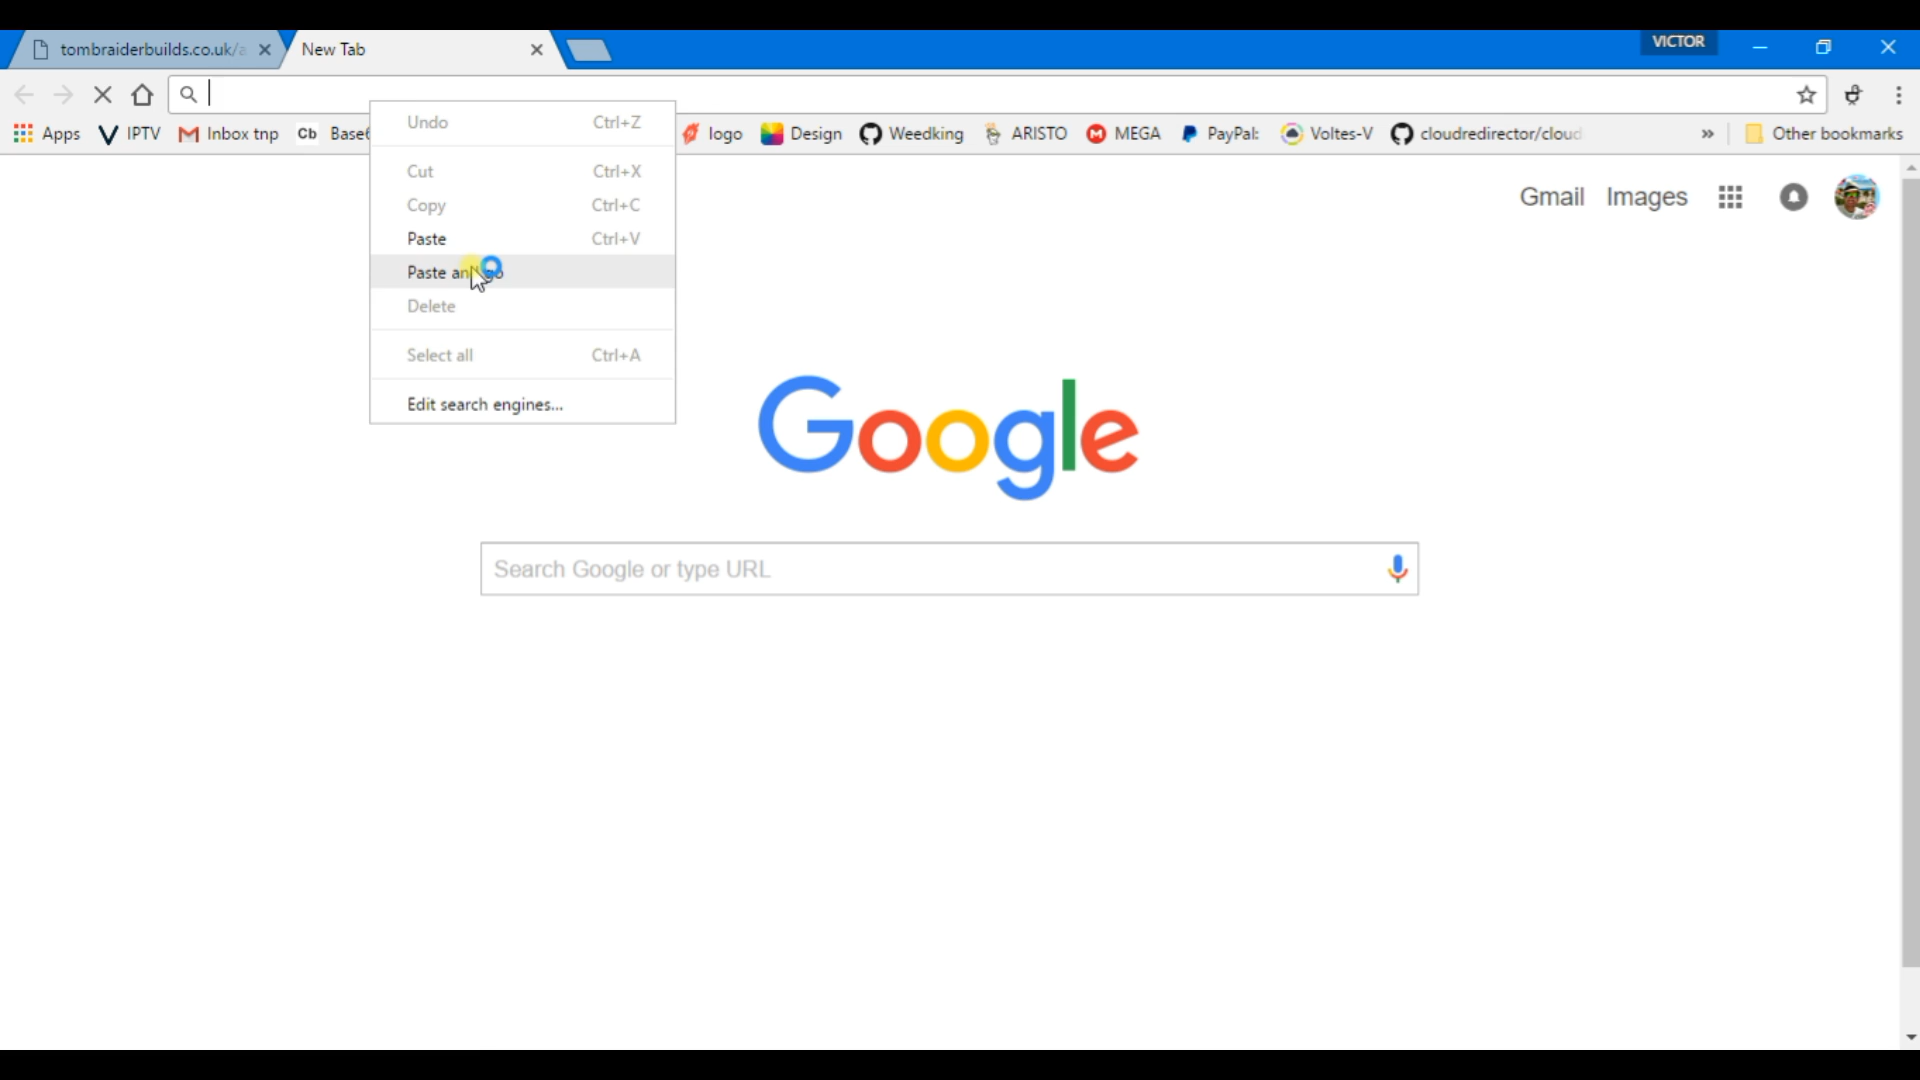 tombraiderbuilds.co.uk/a
New Tab
VICTOR
Apps IPTV Inbox tnp Cb logo Design Weedking ARISTO MEGA PayPal: Voltes-V cloudredirector/cloud » Other bookmarks
Undo Ctrl+Z
Cut Ctrl+X
Copy Ctrl+C
Paste Ctrl+V
Paste and go
Delete
Select all Ctrl+A
Edit search engines...
Gmail Images
Google
Search Google or type URL